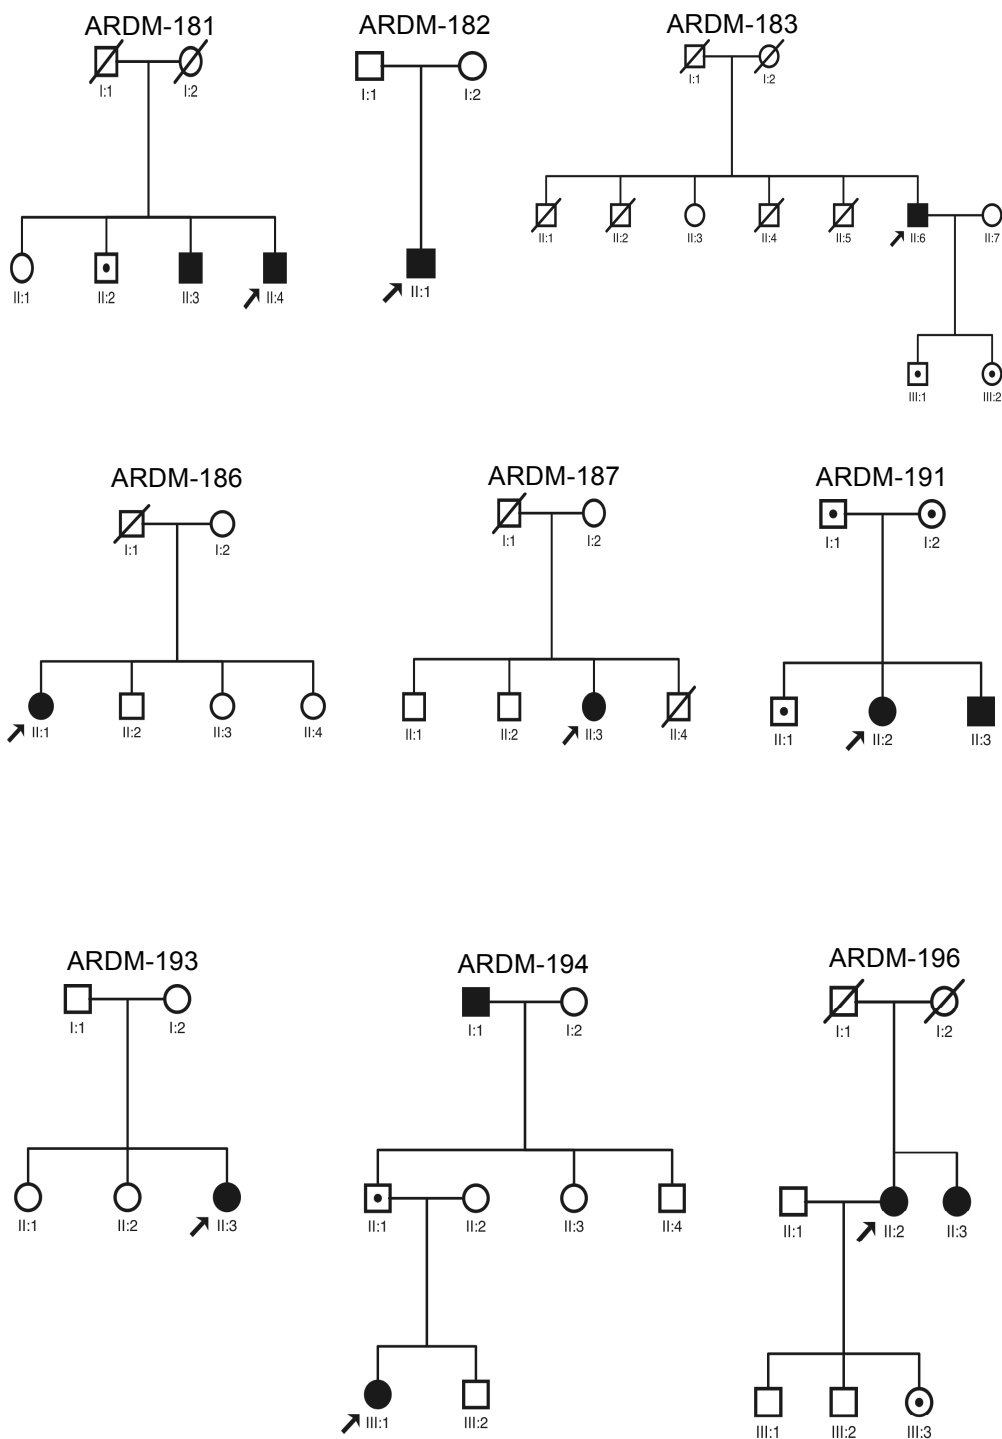 ARDM-181
I:1 I:2
II:1 II:2 II:3 II:4
ARDM-182
I:1 I:2
II:1
ARDM-183
I:1 I:2
II:1 II:2 II:3 II:4 II:5 II:6 II:7
III:1 III:2
ARDM-186
I:1 I:2
II:1 II:2 II:3 II:4
ARDM-187
I:1 I:2
II:1 II:2 II:3 II:4
ARDM-191
I:1 I:2
II:1 II:2 II:3
ARDM-193
I:1 I:2
II:1 II:2 II:3
ARDM-194
I:1 I:2
II:1 II:2 II:3 II:4
III:1 III:2
ARDM-196
I:1 I:2
II:1 II:2 II:3
III:1 III:2 III:3